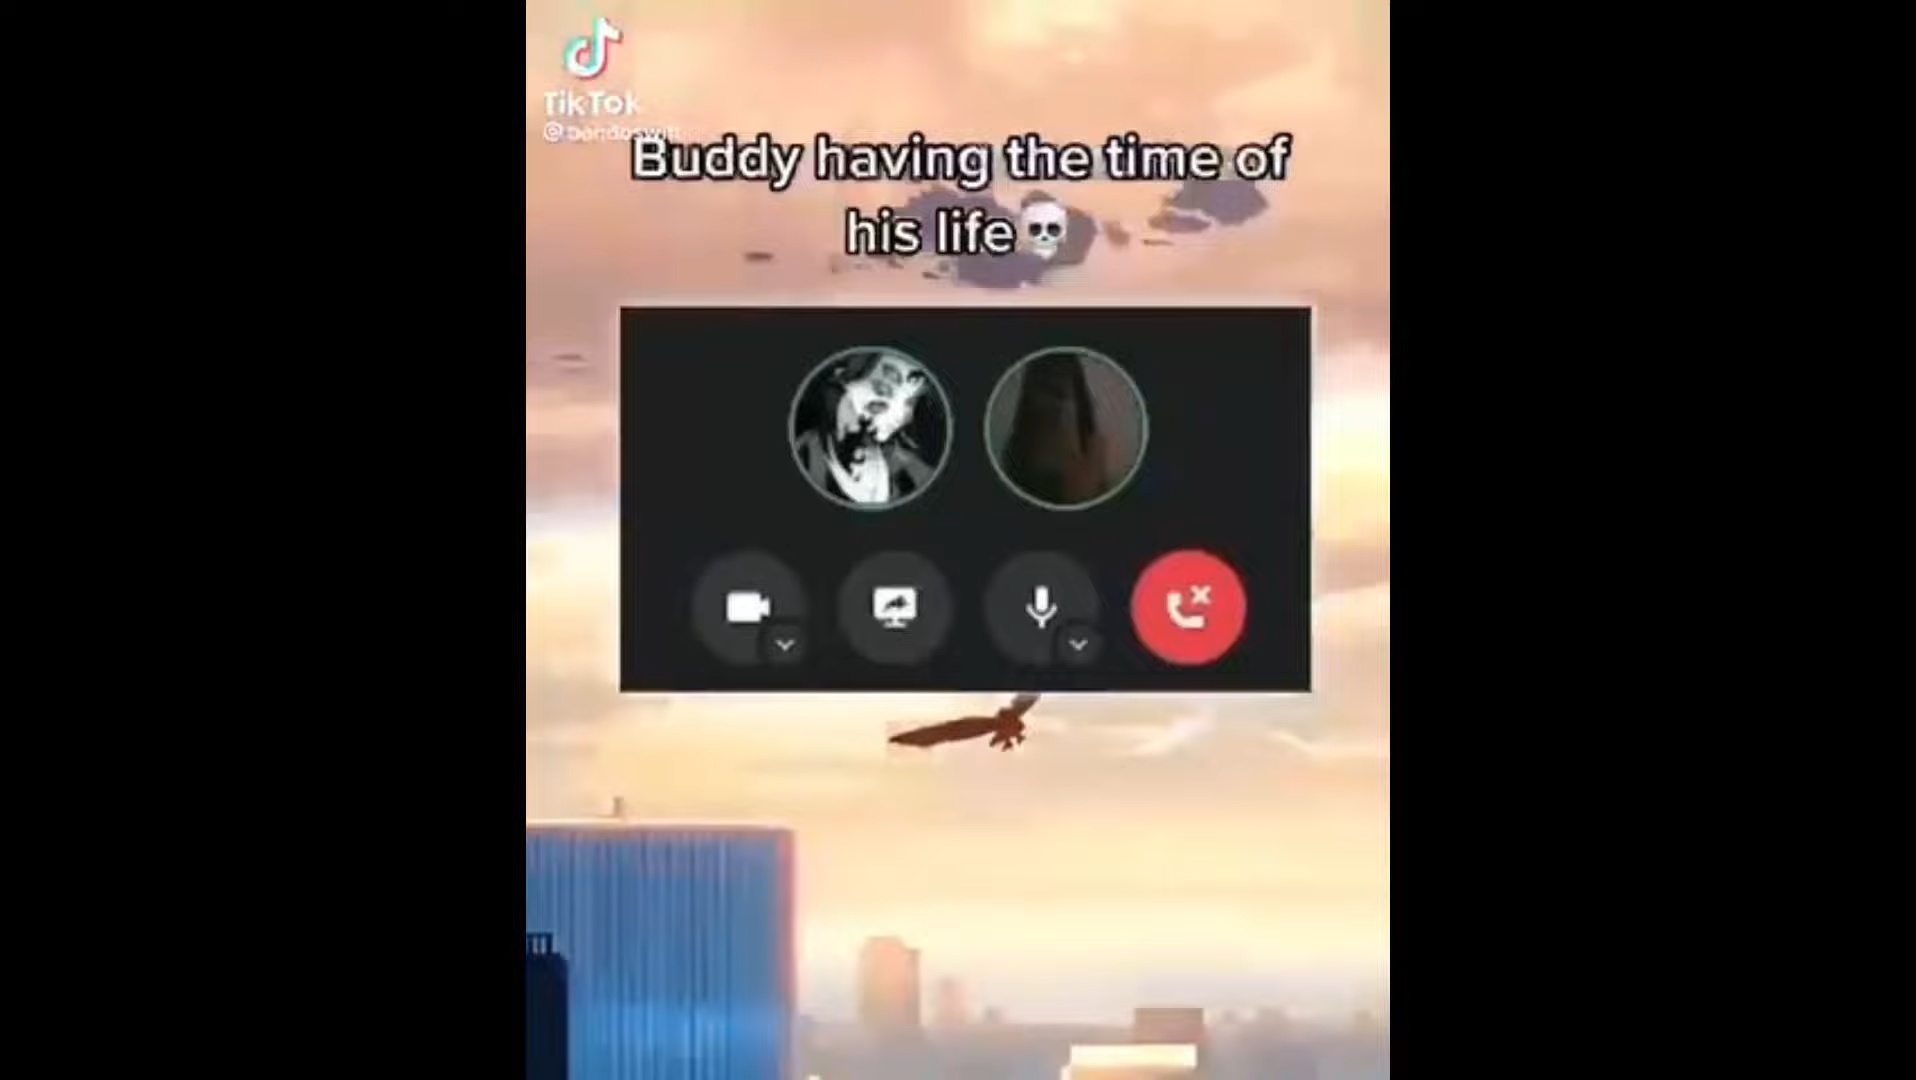 TikTok
Buddy having the time of
his life💀